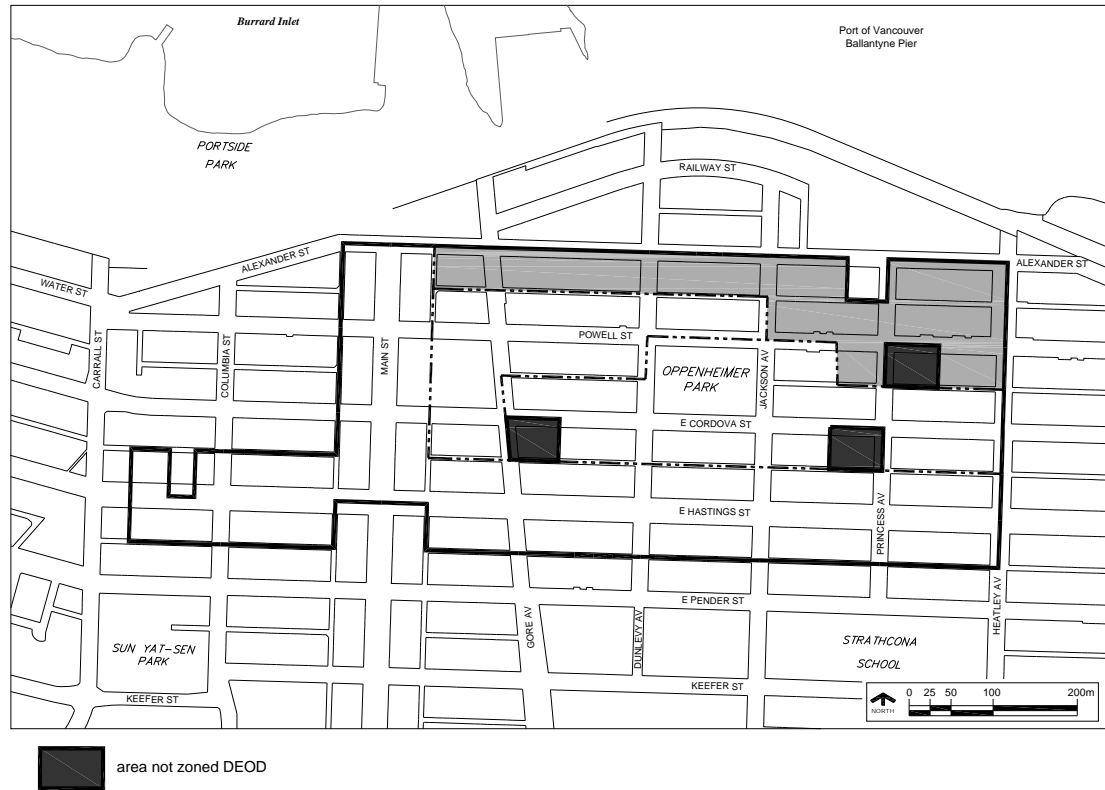 Burrard Inlet
Port of Vancouver
Ballantyne Pier
PORTSIDE
PARK
RAILWAY ST
ALEXANDER ST
ALEXANDER ST
WATER ST
CARRALL ST
COLUMBIA ST
MAIN ST
POWELL ST
OPPENHEIMER
PARK
JACKSON AV
E CORDOVA ST
E HASTINGS ST
PRINCESS AV
E PENDER ST
GORE AV
DUNLEVY AV
HEATLEY AV
SUN YAT-SEN
PARK
STRATHCONA
SCHOOL
KEEFER ST
KEEFER ST
NORTH
0 25 50 100 200m
area not zoned DEOD